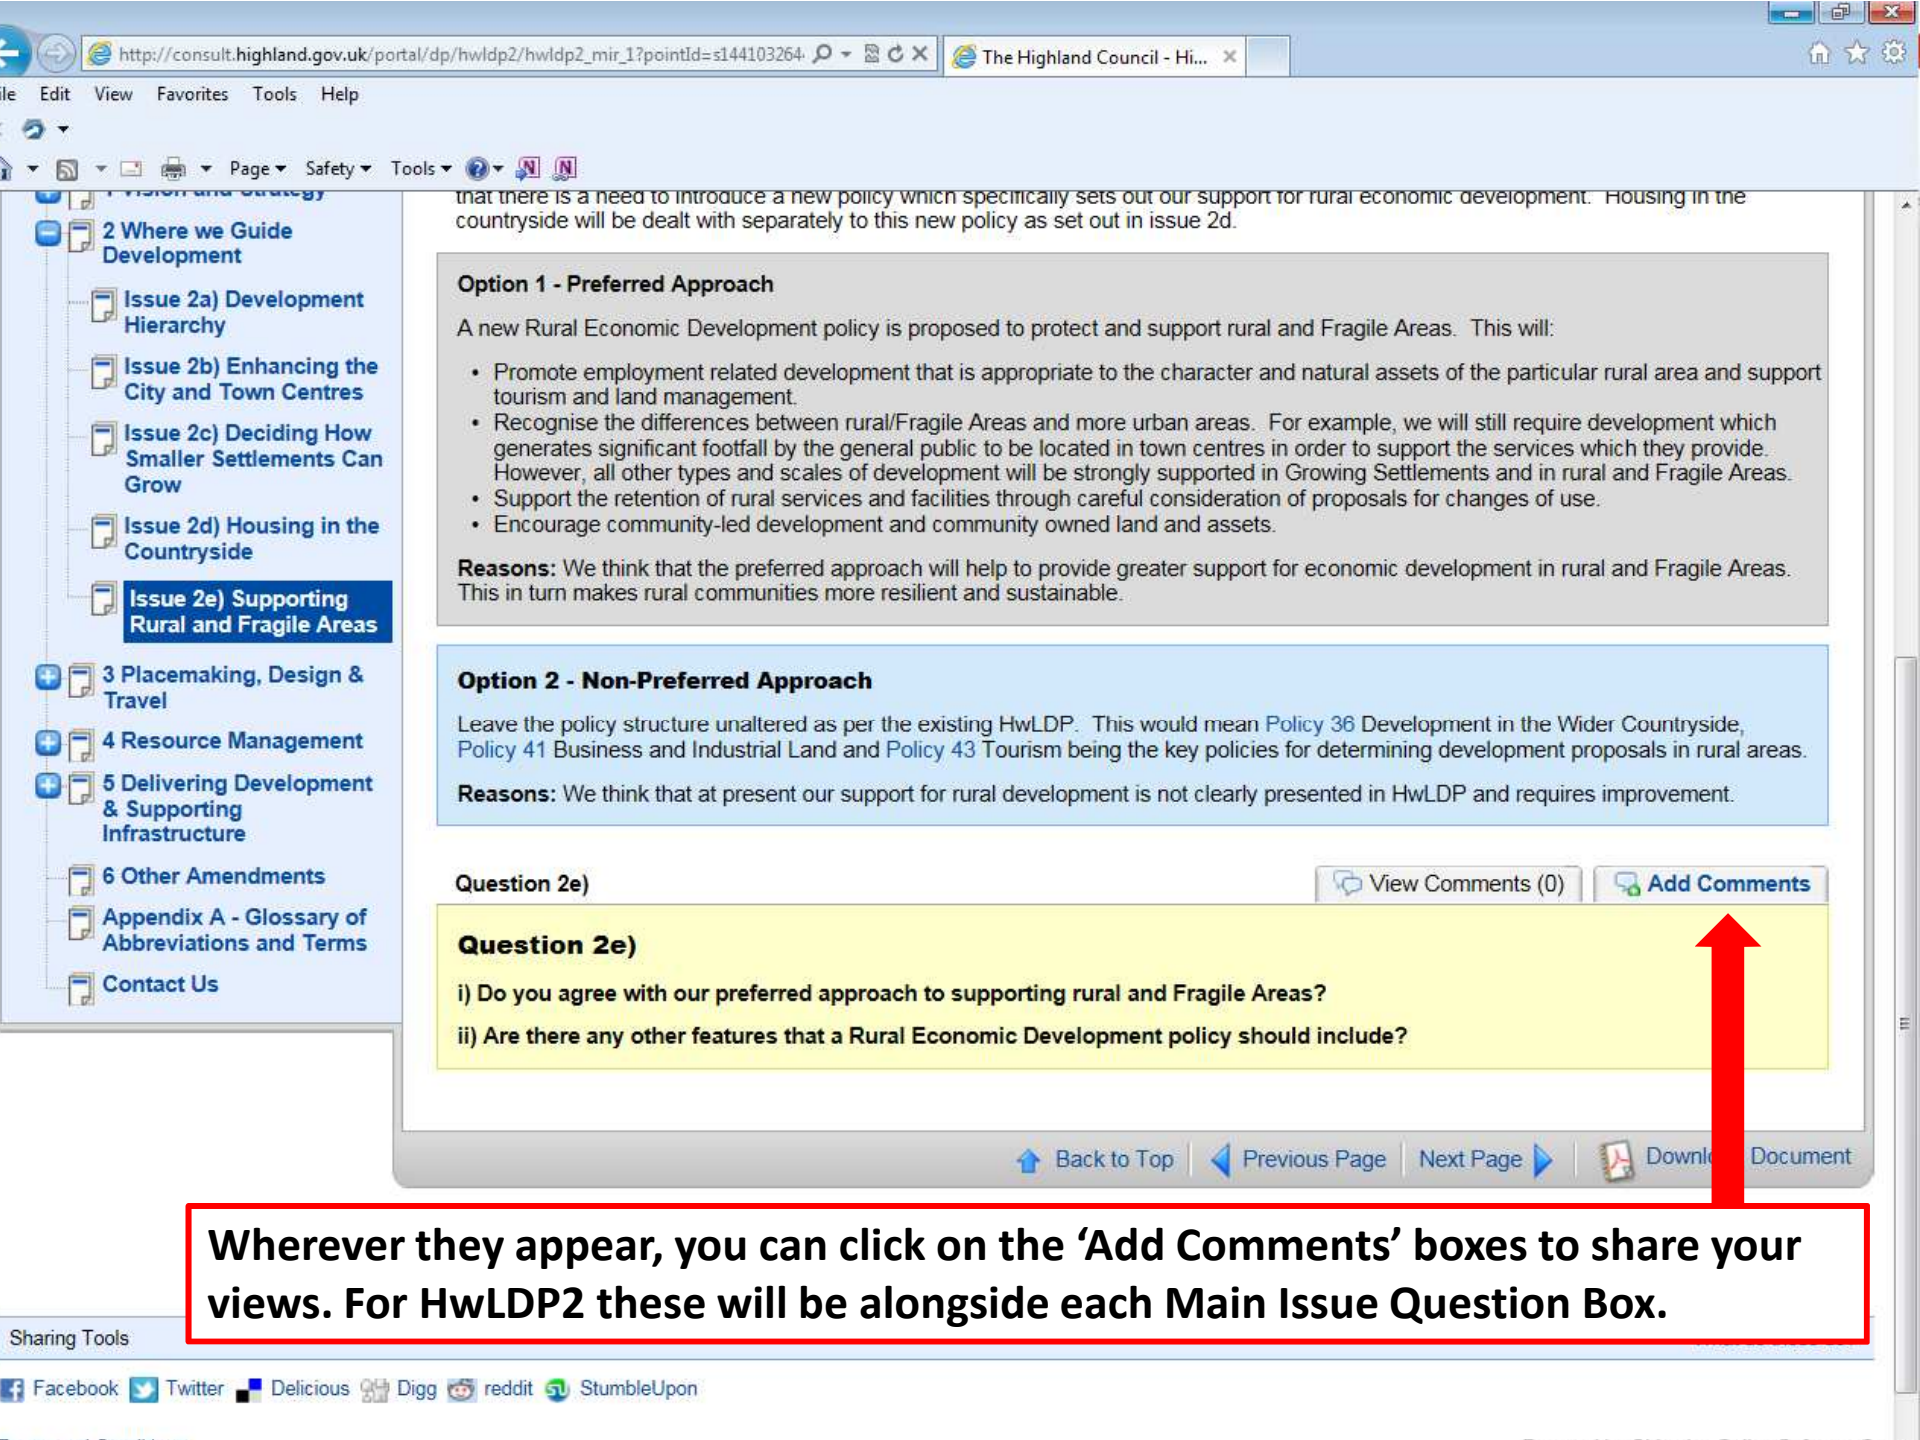 http://consult.highland.gov.uk/portal/dp/hwldp2/hwldp2_mir_1?pointId=s144103264
The Highland Council - Hi...
Edit View Favorites Tools Help
Page Safety Tools
1 Vision and Strategy
2 Where we Guide
Development
Issue 2a) Development
Hierarchy
Issue 2b) Enhancing the
City and Town Centres
Issue 2c) Deciding How
Smaller Settlements Can
Grow
Issue 2d) Housing in the
Countryside
Issue 2e) Supporting
Rural and Fragile Areas
3 Placemaking, Design &
Travel
4 Resource Management
5 Delivering Development
& Supporting
Infrastructure
6 Other Amendments
Appendix A - Glossary of
Abbreviations and Terms
Contact Us
that there is a need to introduce a new policy which specifically sets out our support for rural economic development. Housing in the
countryside will be dealt with separately to this new policy as set out in issue 2d.
Option 1 - Preferred Approach
A new Rural Economic Development policy is proposed to protect and support rural and Fragile Areas. This will:
• Promote employment related development that is appropriate to the character and natural assets of the particular rural area and support
tourism and land management.
• Recognise the differences between rural/Fragile Areas and more urban areas. For example, we will still require development which
generates significant footfall by the general public to be located in town centres in order to support the services which they provide.
However, all other types and scales of development will be strongly supported in Growing Settlements and in rural and Fragile Areas.
• Support the retention of rural services and facilities through careful consideration of proposals for changes of use.
• Encourage community-led development and community owned land and assets.
Reasons: We think that the preferred approach will help to provide greater support for economic development in rural and Fragile Areas.
This in turn makes rural communities more resilient and sustainable.
Option 2 - Non-Preferred Approach
Leave the policy structure unaltered as per the existing HwLDP. This would mean Policy 36 Development in the Wider Countryside,
Policy 41 Business and Industrial Land and Policy 43 Tourism being the key policies for determining development proposals in rural areas.
Reasons: We think that at present our support for rural development is not clearly presented in HwLDP and requires improvement.
Question 2e) View Comments (0) Add Comments
Question 2e)
i) Do you agree with our preferred approach to supporting rural and Fragile Areas?
ii) Are there any other features that a Rural Economic Development policy should include?
Back to Top Previous Page Next Page Document
Wherever they appear, you can click on the ‘Add Comments’ boxes to share your
views. For HwLDP2 these will be alongside each Main Issue Question Box.
Sharing Tools
Facebook Twitter Delicious Digg reddit StumbleUpon